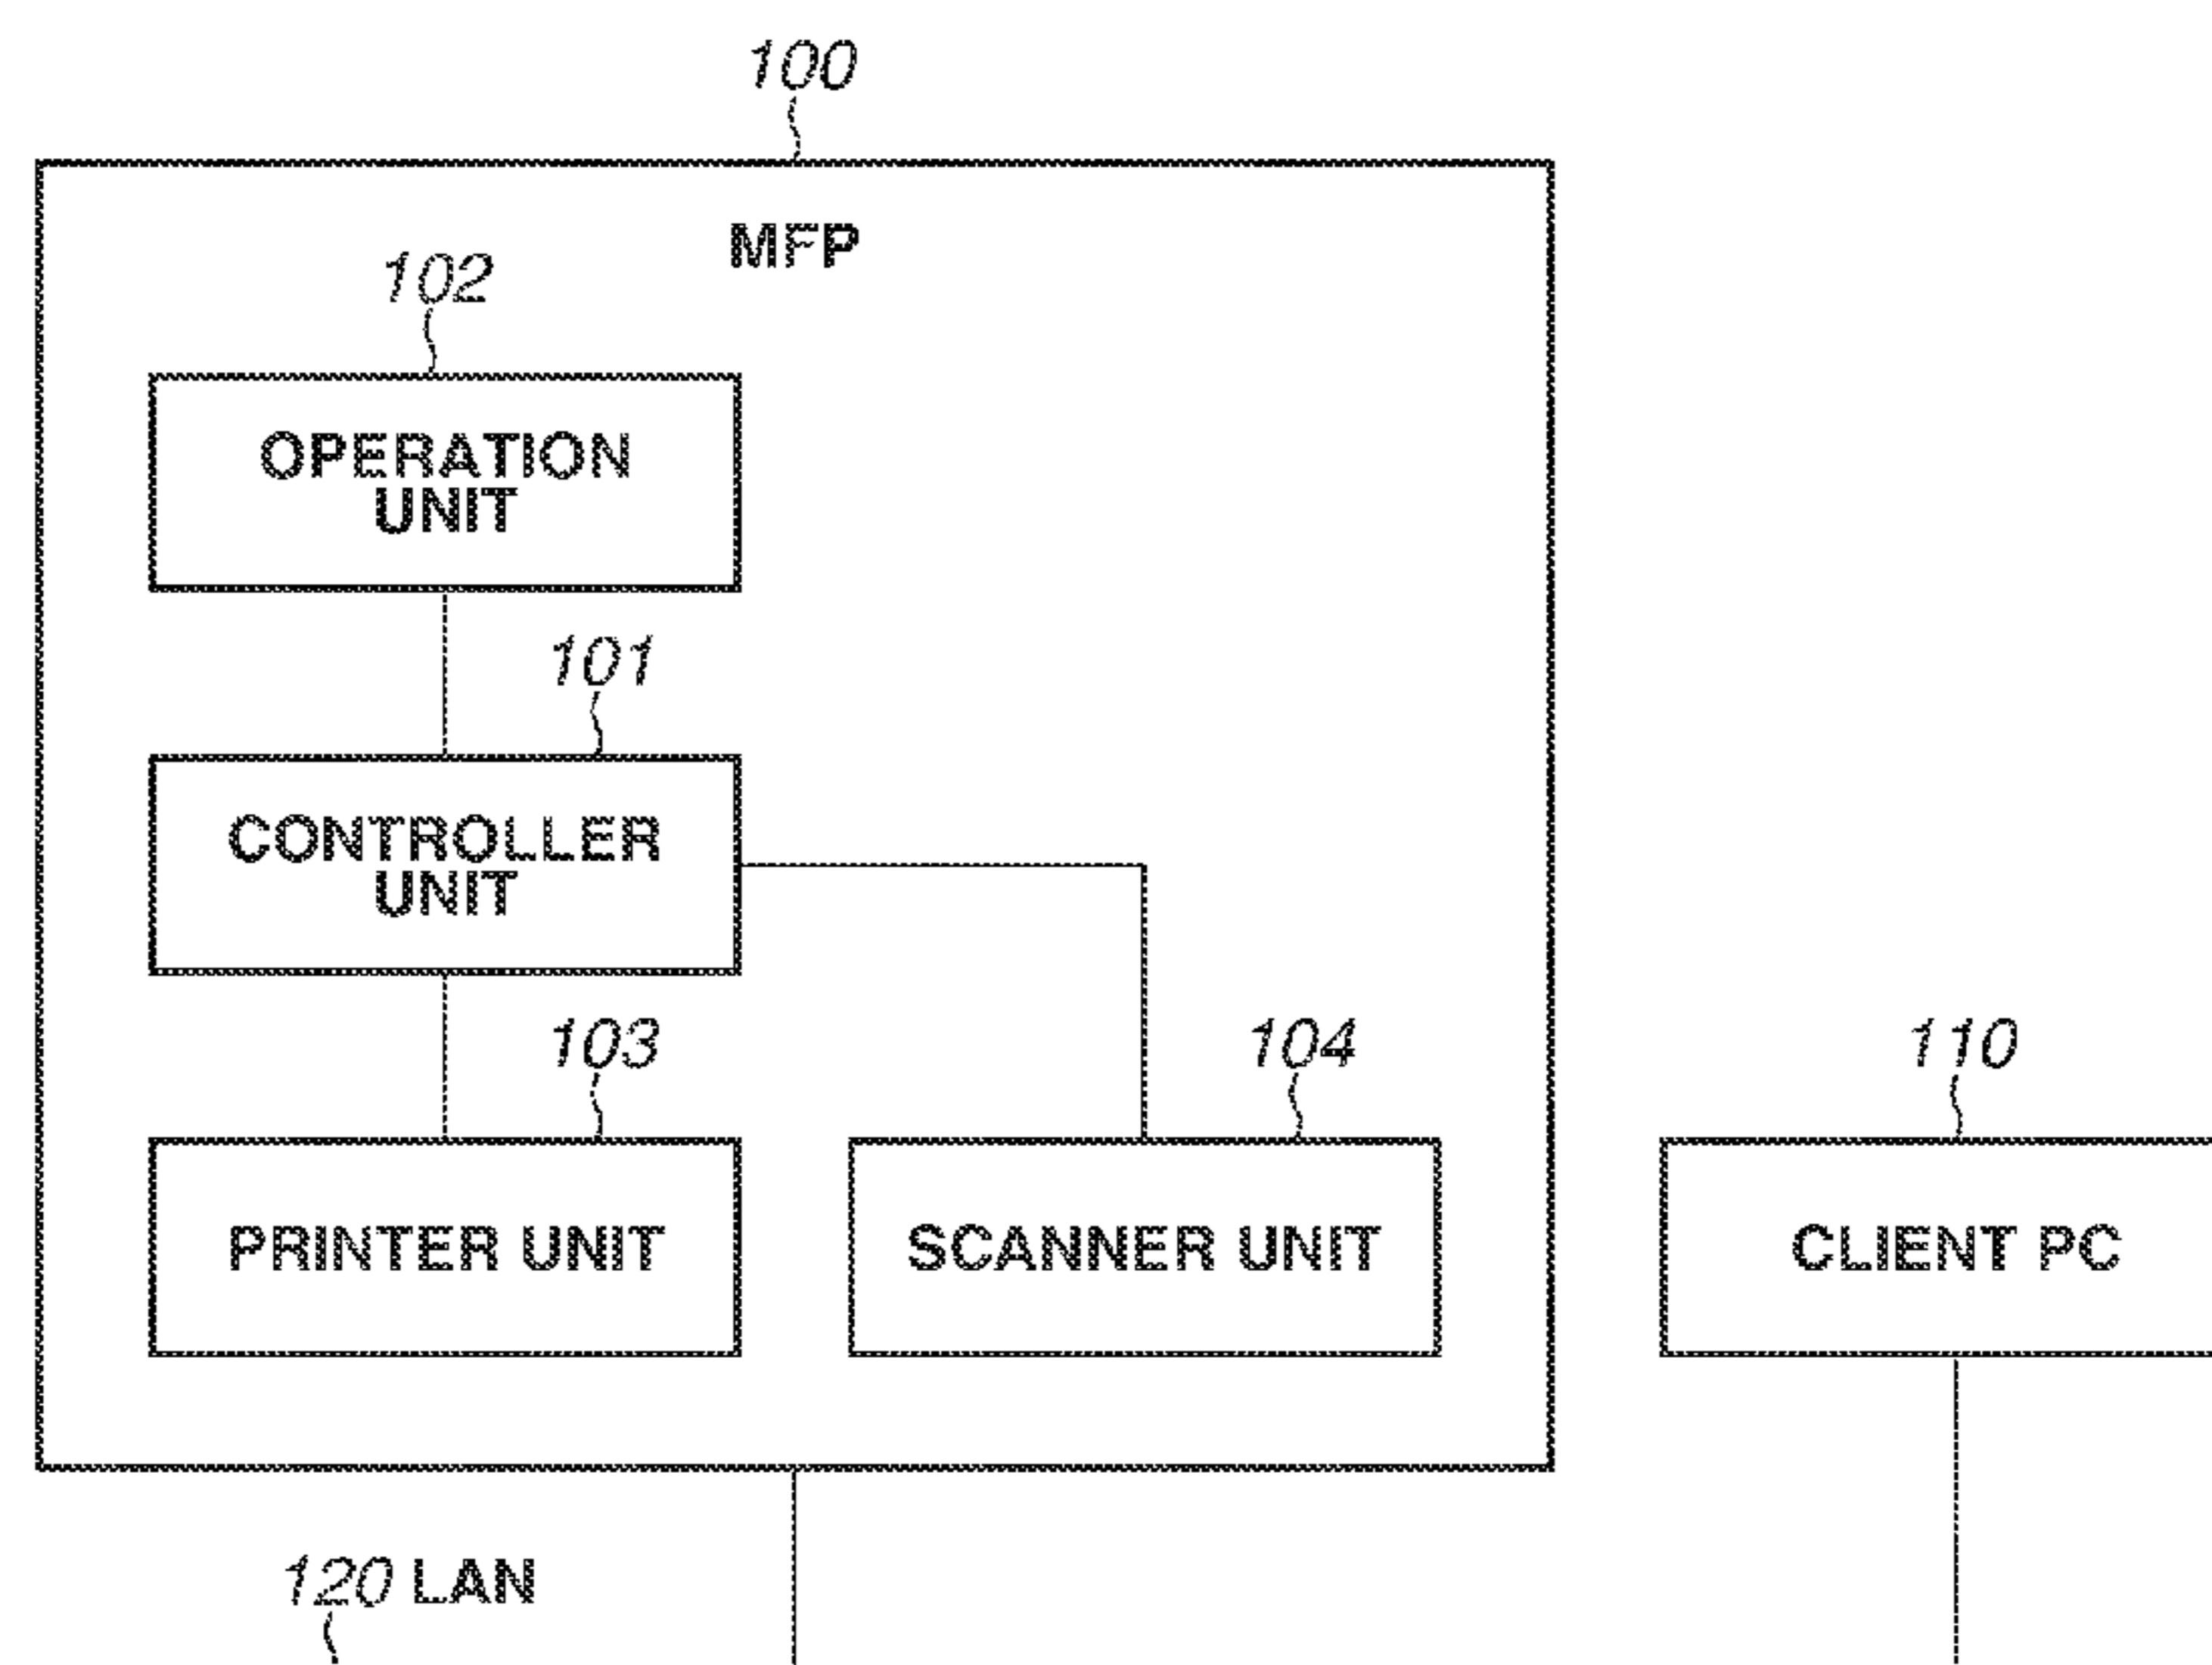 100
MFP
102
OPERATION
UNIT
101
CONTROLLER
UNIT
103
104
110
PRINTER UNIT
SCANNER UNIT
CLIENT PC
120 LAN